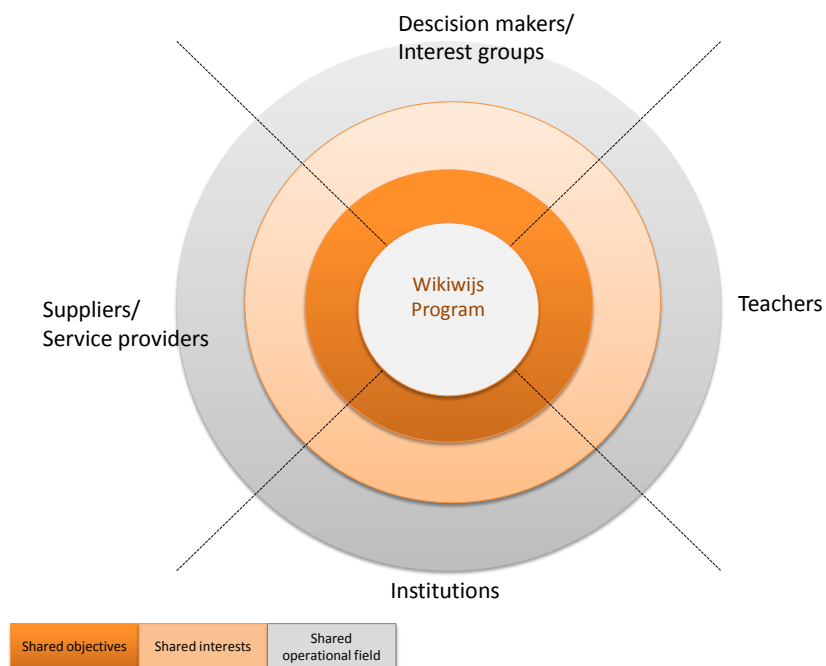 Descision makers/
Interest groups
Wikiwijs
Program
Suppliers/
Service providers
Teachers
Institutions
Shared objectives
Shared interests
Shared
operational field